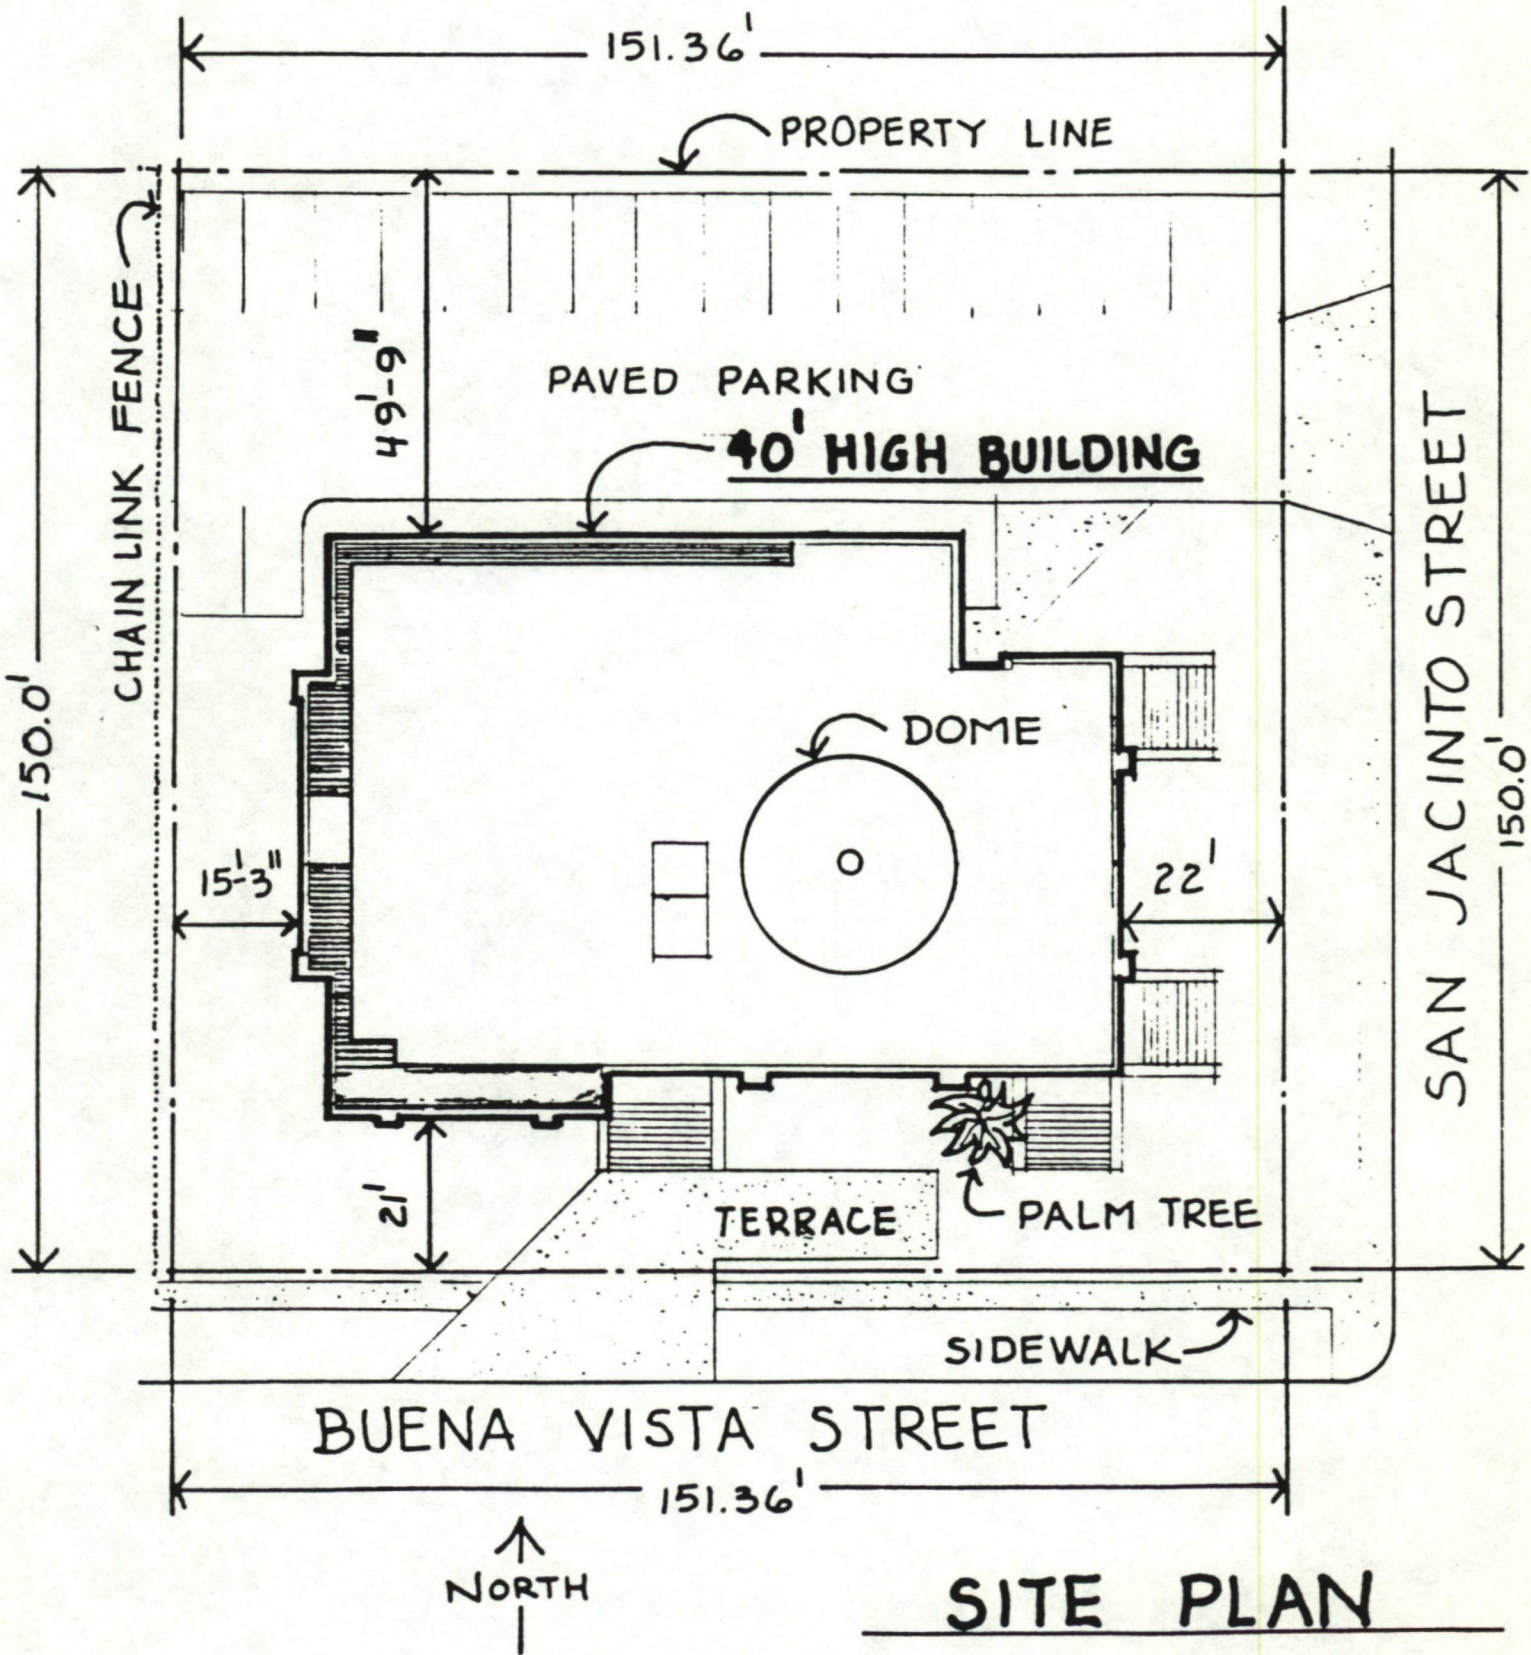 151.36'
PROPERTY LINE
CHAIN LINK FENCE
49'-9"
PAVED PARKING
40' HIGH BUILDING
SAN JACINTO STREET
150.0'
150.0'
DOME
15'-3"
22'
21'
TERRACE
PALM TREE
SIDEWALK
BUENA VISTA STREET
151.36'
NORTH
SITE PLAN